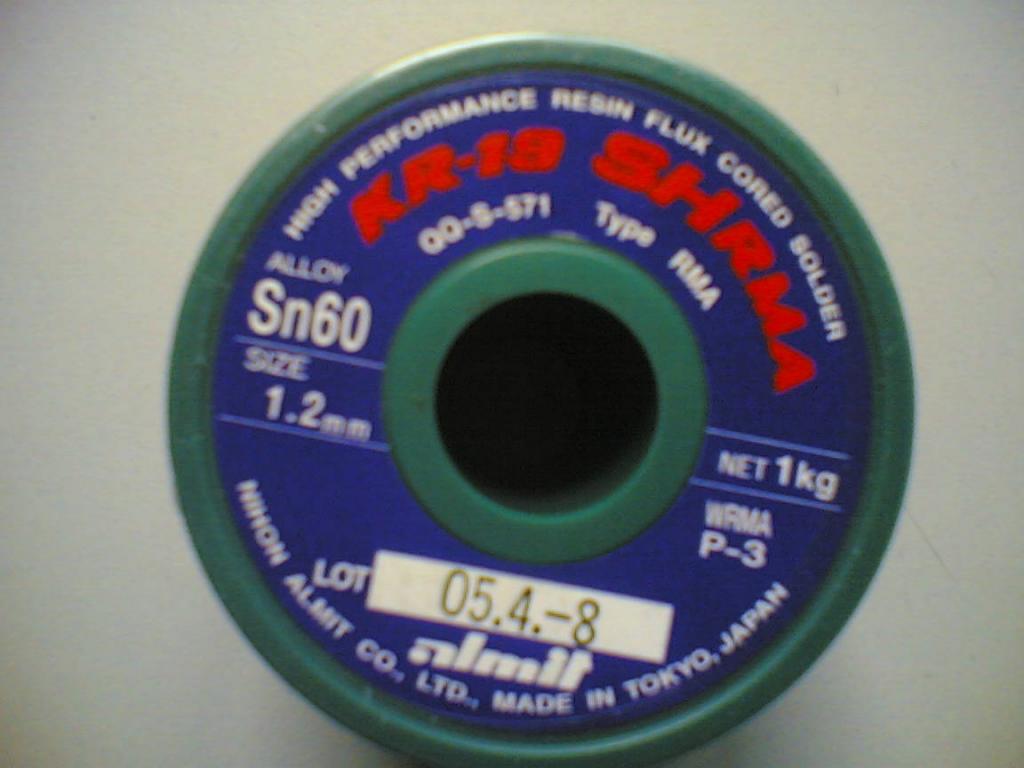 HIGH PERFORMANCE RESIN FLUX CORED SOLDER
KR-19 SHRMA
QQ-S-571 Type RMA
ALLOY
Sn60
SIZE
1.2mm
NET 1kg
WRMA
P-3
LOT 05.4.-8
almit
NIHON ALMIT CO., LTD., MADE IN TOKYO, JAPAN